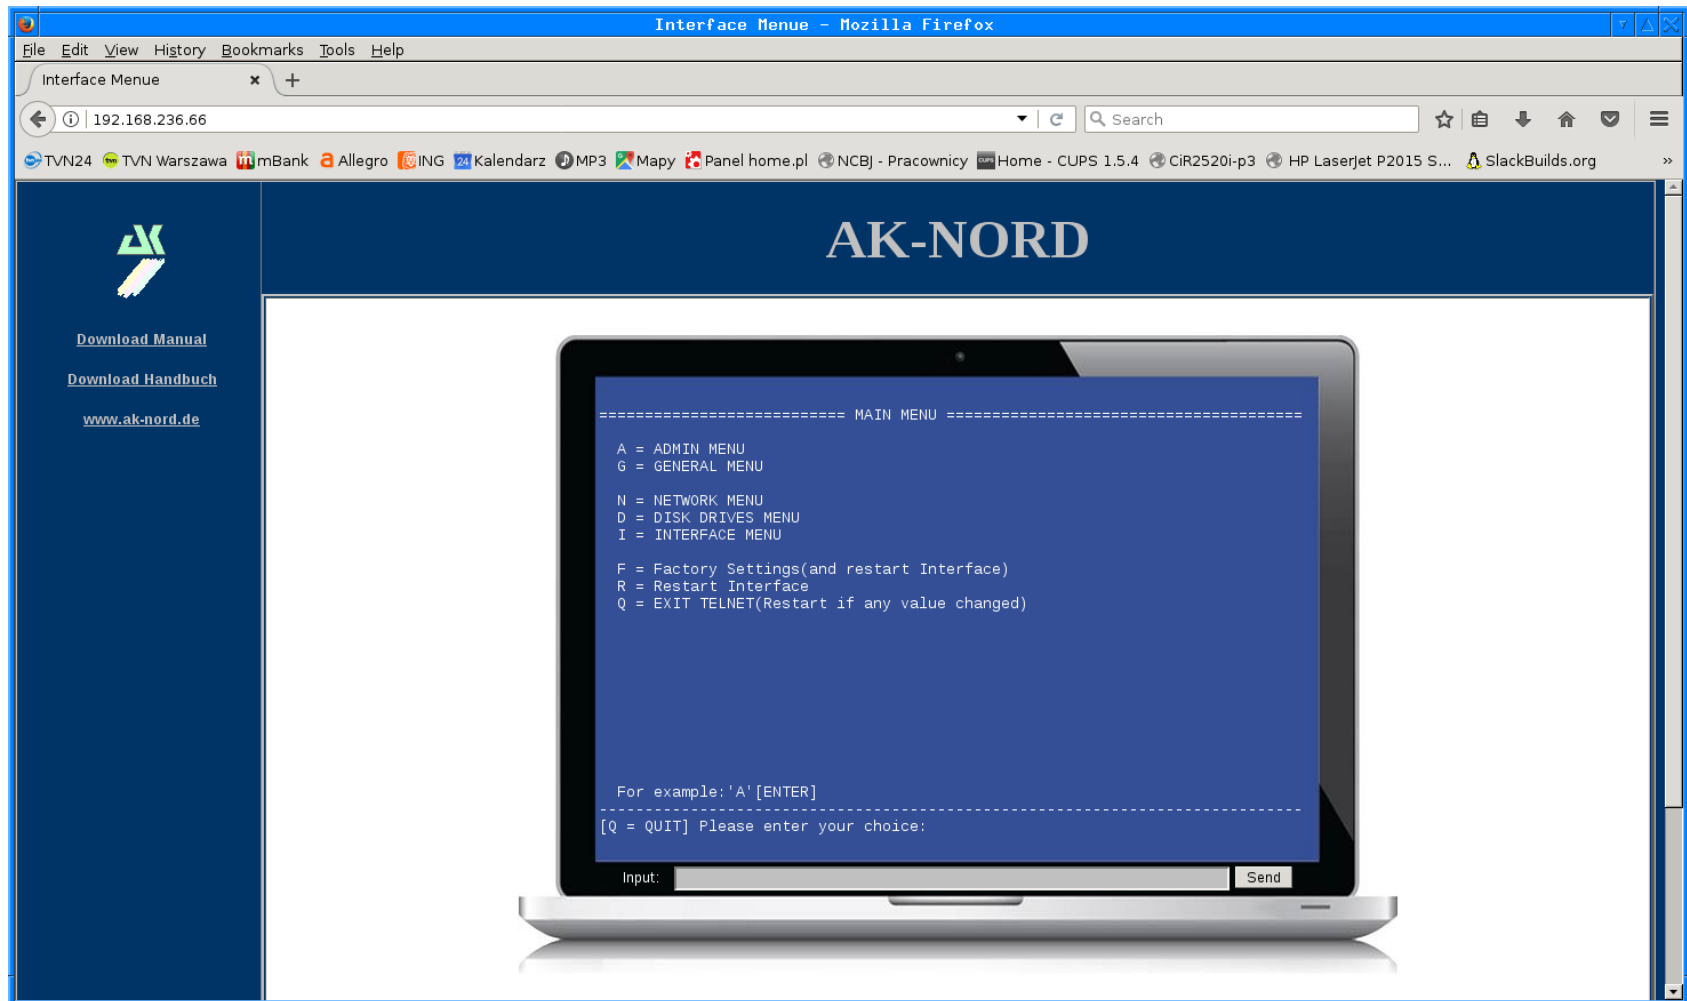 Interface Menue - Mozilla Firefox
File Edit View History Bookmarks Tools Help
Interface Menue
192.168.236.66
Search
TVN24 TVN Warszawa mBank Allegro ING 24 Kalendarz MP3 Mapy Panel home.pl NCBJ - Pracownicy CUPS Home - CUPS 1.5.4 CiR2520i-p3 HP LaserJet P2015 S... SlackBuilds.org »
AK
AK-NORD
Download Manual
Download Handbuch
www.ak-nord.de
=========================== MAIN MENU =======================================
A = ADMIN MENU
G = GENERAL MENU
N = NETWORK MENU
D = DISK DRIVES MENU
I = INTERFACE MENU
F = Factory Settings(and restart Interface)
R = Restart Interface
Q = EXIT TELNET(Restart if any value changed)
For example:'A'[ENTER]
-----------------------------------------------------------------------------
[Q = QUIT] Please enter your choice:
Input:
Send